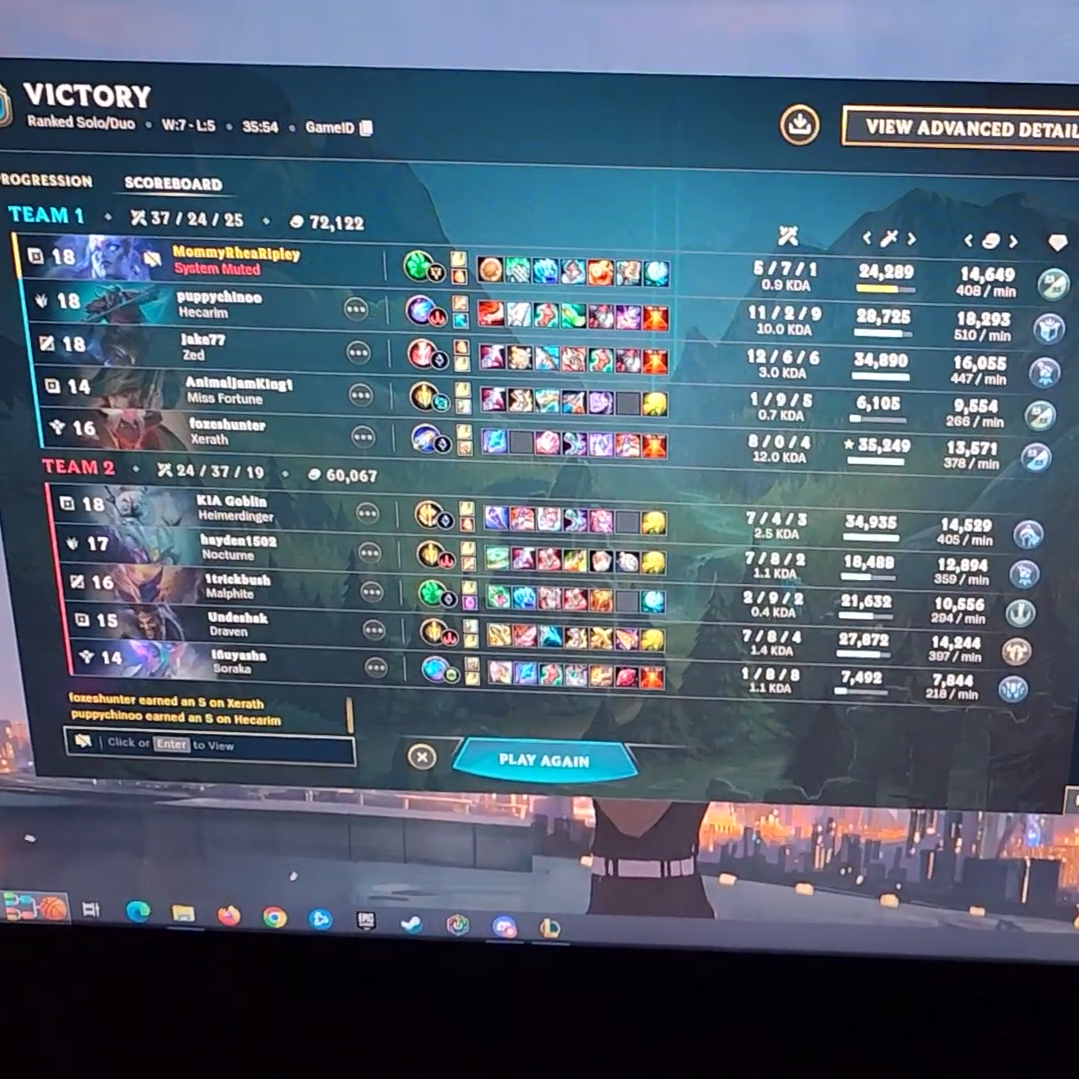 VICTORY
Ranked Solo/Duo • W:7 - L:5 • 35:54 • GameID
VIEW ADVANCED DETAIL
PROGRESSION SCOREBOARD
TEAM 1 • 37 / 24 / 25 • 72,122
18 MommyRheaRipley 5 / 7 / 1 24,289 14,649
System Muted 0.9 KDA 408 / min
18 puppychinoo 11 / 2 / 9 28,725 18,293
Hecarim 10.0 KDA 510 / min
18 Jake77 12 / 6 / 6 34,890 16,055
Zed 3.0 KDA 447 / min
14 AnimalJamKing1 1 / 9 / 5 6,105 9,554
Miss Fortune 0.7 KDA 266 / min
16 foxeshunter 8 / 0 / 4 35,249 13,571
Xerath 12.0 KDA 378 / min
TEAM 2 • 24 / 37 / 19 • 60,067
18 KIA Goblin 7 / 4 / 3 34,935 14,529
Heimerdinger 2.5 KDA 405 / min
17 hayden1502 7 / 8 / 2 18,488 12,894
Nocturne 1.1 KDA 359 / min
16 1trickbush 2 / 9 / 2 21,632 10,556
Malphite 0.4 KDA 294 / min
15 Undeshak 7 / 8 / 4 27,872 14,244
Draven 1.4 KDA 397 / min
14 Iñuyasha 1 / 8 / 8 7,492 7,844
Soraka 1.1 KDA 218 / min
foxeshunter earned an S on Xerath
puppychinoo earned an S on Hecarim
Click or Enter to View
PLAY AGAIN
EPIC